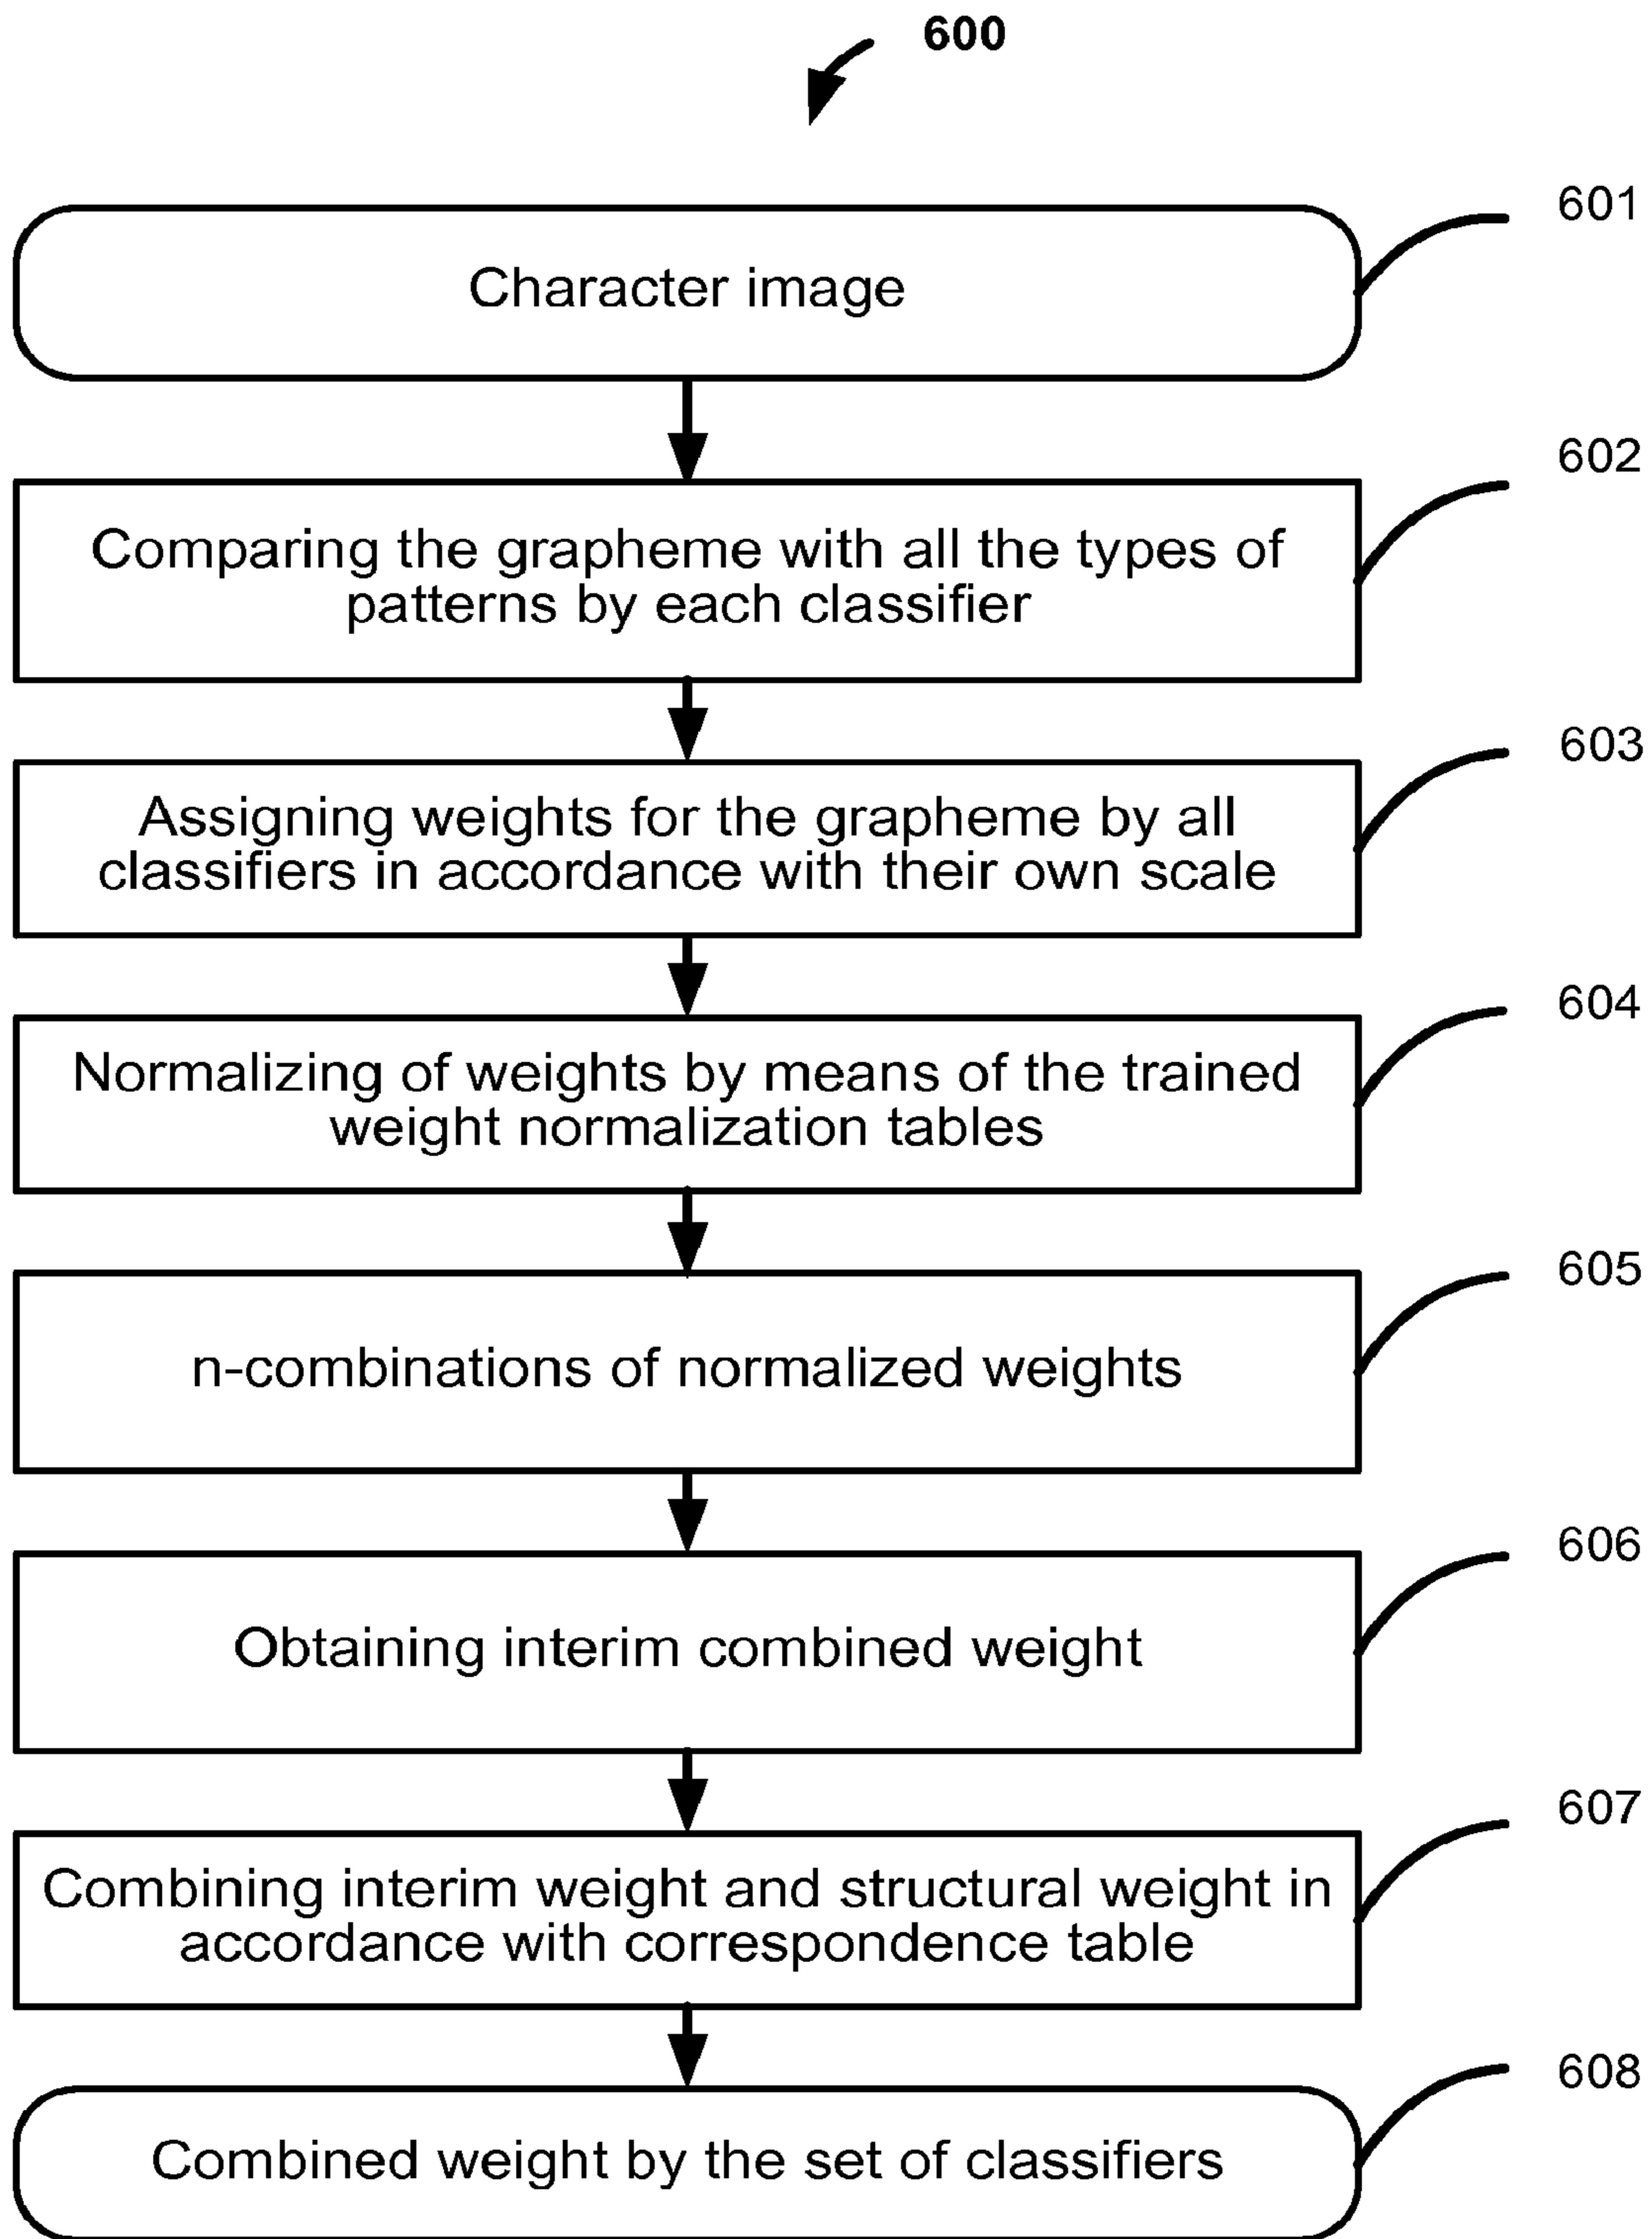 600
601
Character image
602
Comparing the grapheme with all the types of
patterns by each classifier
603
Assigning weights for the grapheme by all
classifiers in accordance with their own scale
604
Normalizing of weights by means of the trained
weight normalization tables
605
n-combinations of normalized weights
606
Obtaining interim combined weight
607
Combining interim weight and structural weight in
accordance with correspondence table
608
Combined weight by the set of classifiers